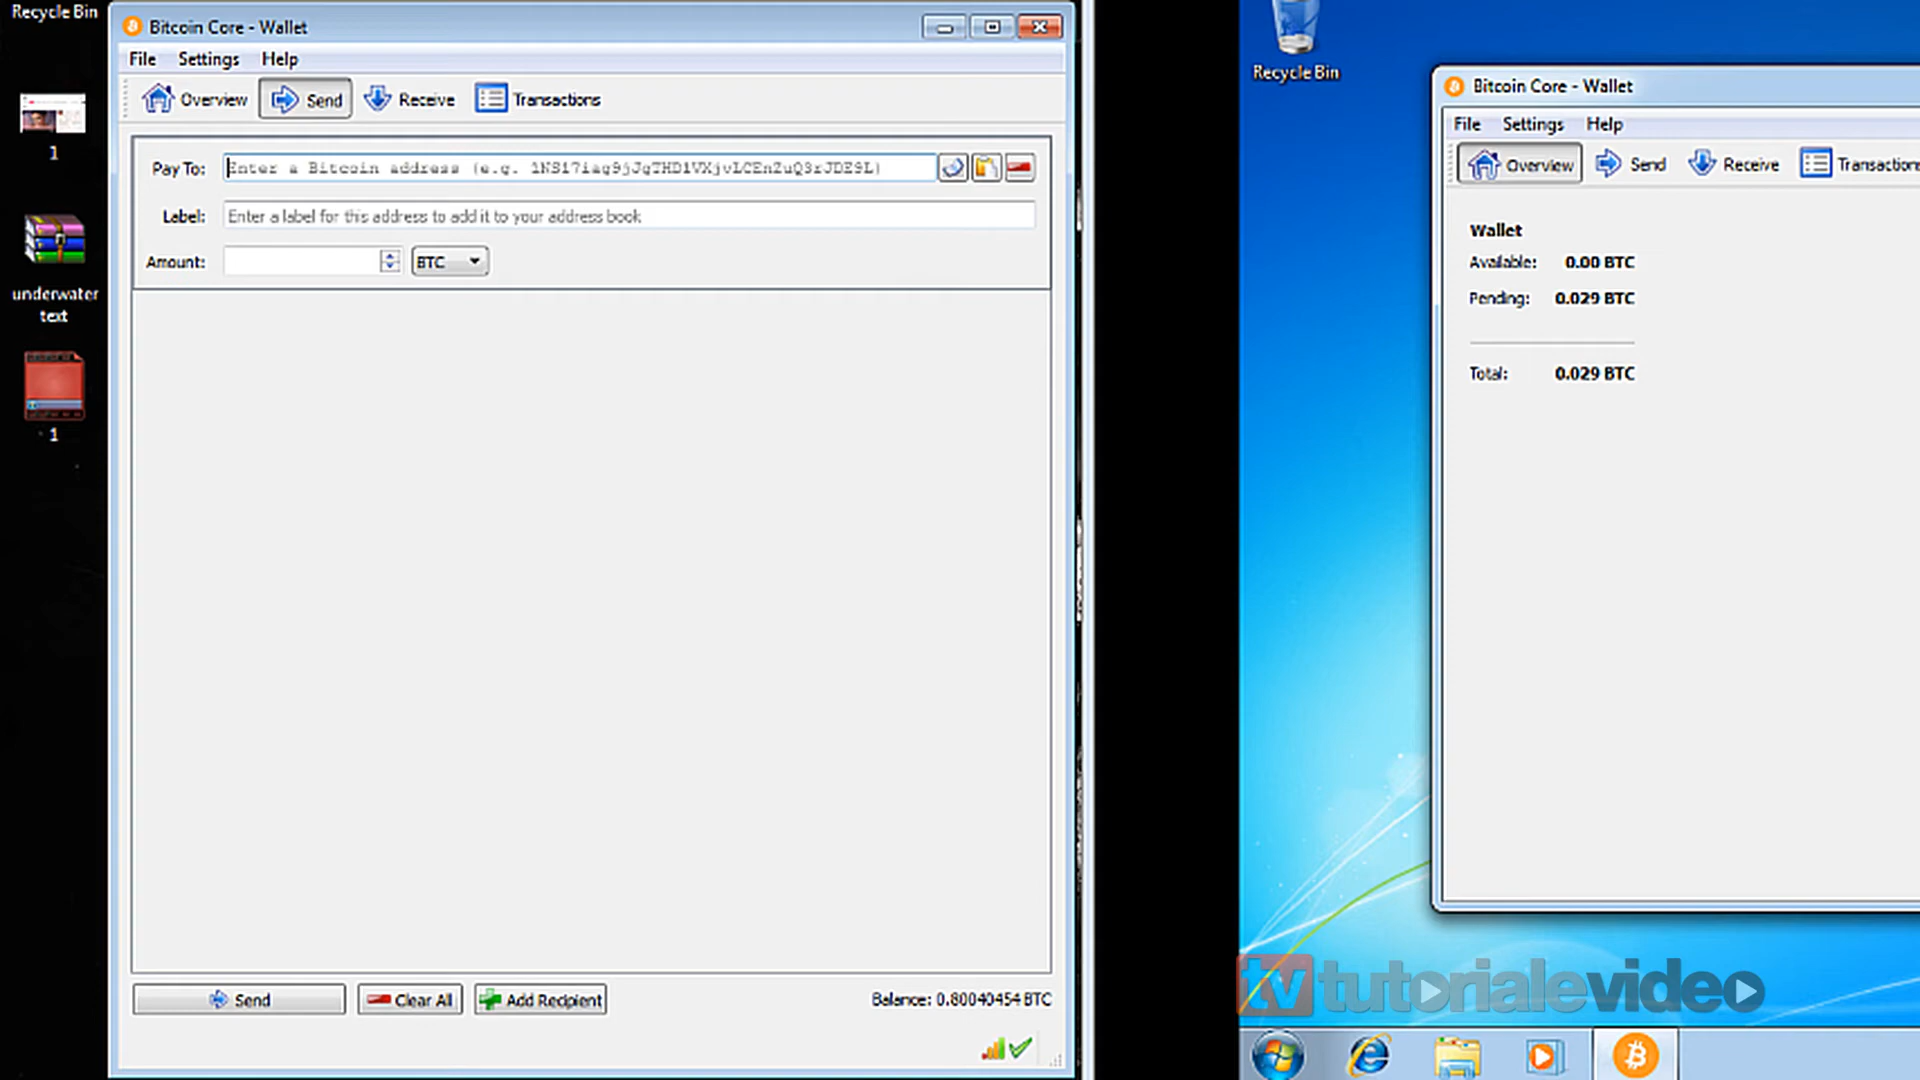 Recycle Bin
1
underwater
text
1
Bitcoin Core - Wallet
File Settings Help
Overview Send Receive Transactions
Pay To: Enter a Bitcoin address (e.g. 1NS17iag9jJgTHD1VXjvLCEnZuQ3rJDE9L)
Label: Enter a label for this address to add it to your address book
Amount: BTC
Send Clear All Add Recipient Balance: 0.80040454 BTC
Recycle Bin
Bitcoin Core - Wallet
File Settings Help
Overview Send Receive Transaction
Wallet
Available: 0.00 BTC
Pending: 0.029 BTC
Total: 0.029 BTC
tv tutorialevideo